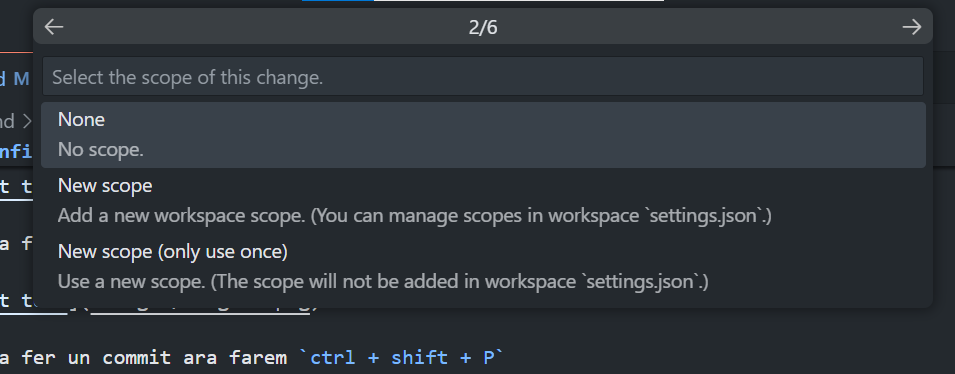 2/6
Select the scope of this change.
d M
None
nd >
No scope.
nfi
New scope
t t
Add a new workspace scope. (You can manage scopes in workspace `settings.json`.)
a f
New scope (only use once)
Use a new scope. (The scope will not be added in workspace `settings.json`.)
t t
a fer un commit ara farem `ctrl + shift + P`